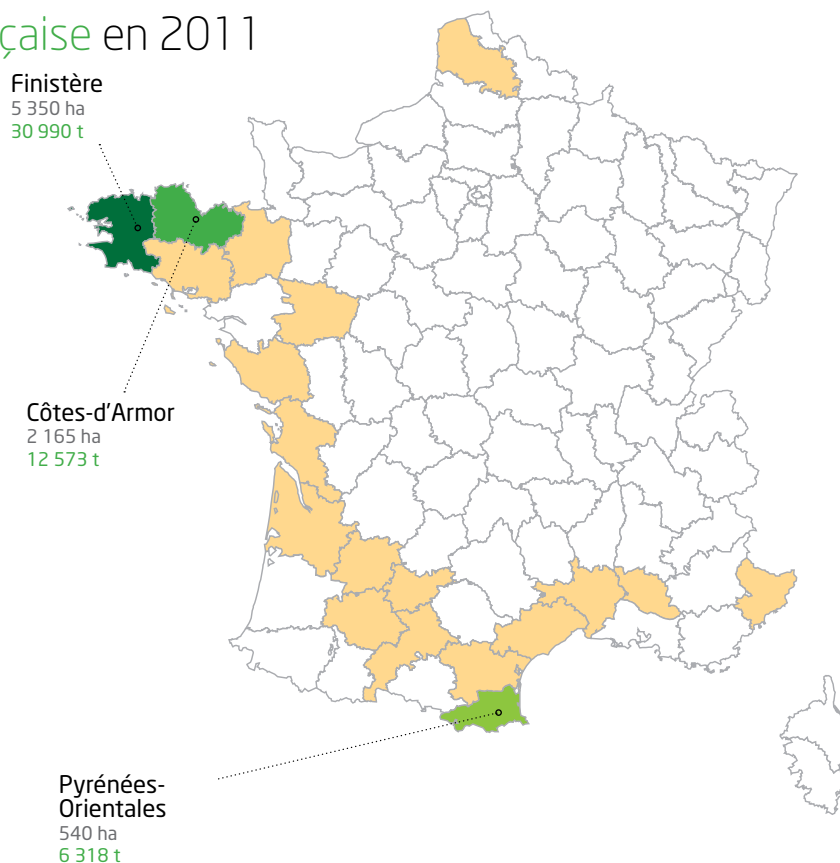 çaise en 2011
Finistère
5 350 ha
30 990 t
Côtes-d'Armor
2 165 ha
12 573 t
Pyrénées-
Orientales
540 ha
6 318 t